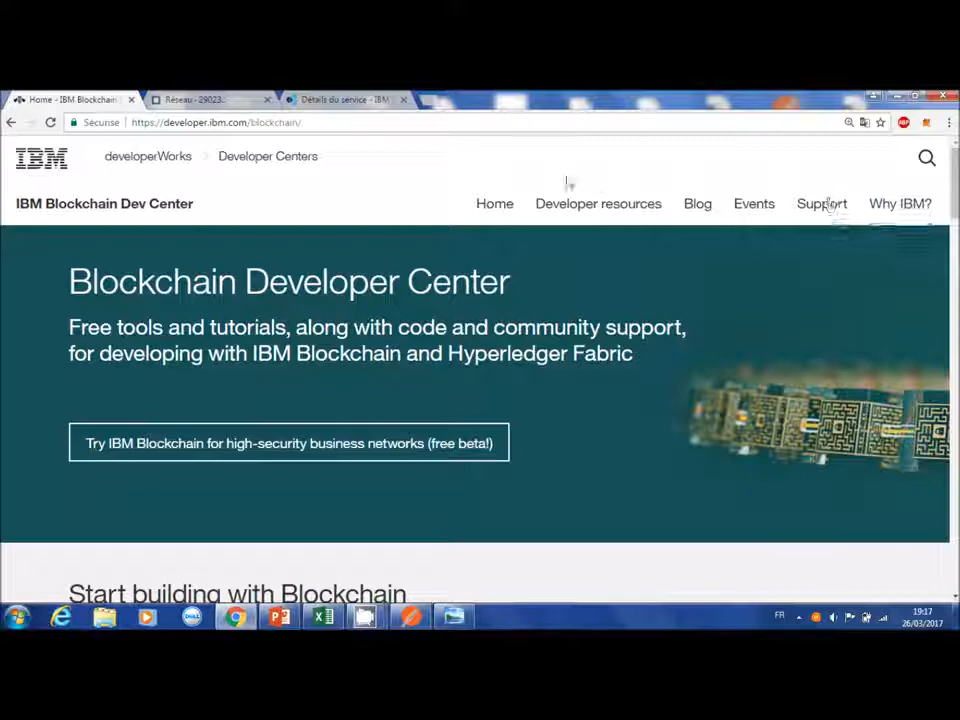 Home - IBM Blockchain
Réseau - 29023...
Détails du service - IBM
Sécurisé
https://developer.ibm.com/blockchain/
IBM
developerWorks
Developer Centers
IBM Blockchain Dev Center
Home
Developer resources
Blog
Events
Support
Why IBM?
Blockchain Developer Center
Free tools and tutorials, along with code and community support,
for developing with IBM Blockchain and Hyperledger Fabric
Try IBM Blockchain for high-security business networks (free beta!)
Start building with Blockchain
FR
19:17
26/03/2017